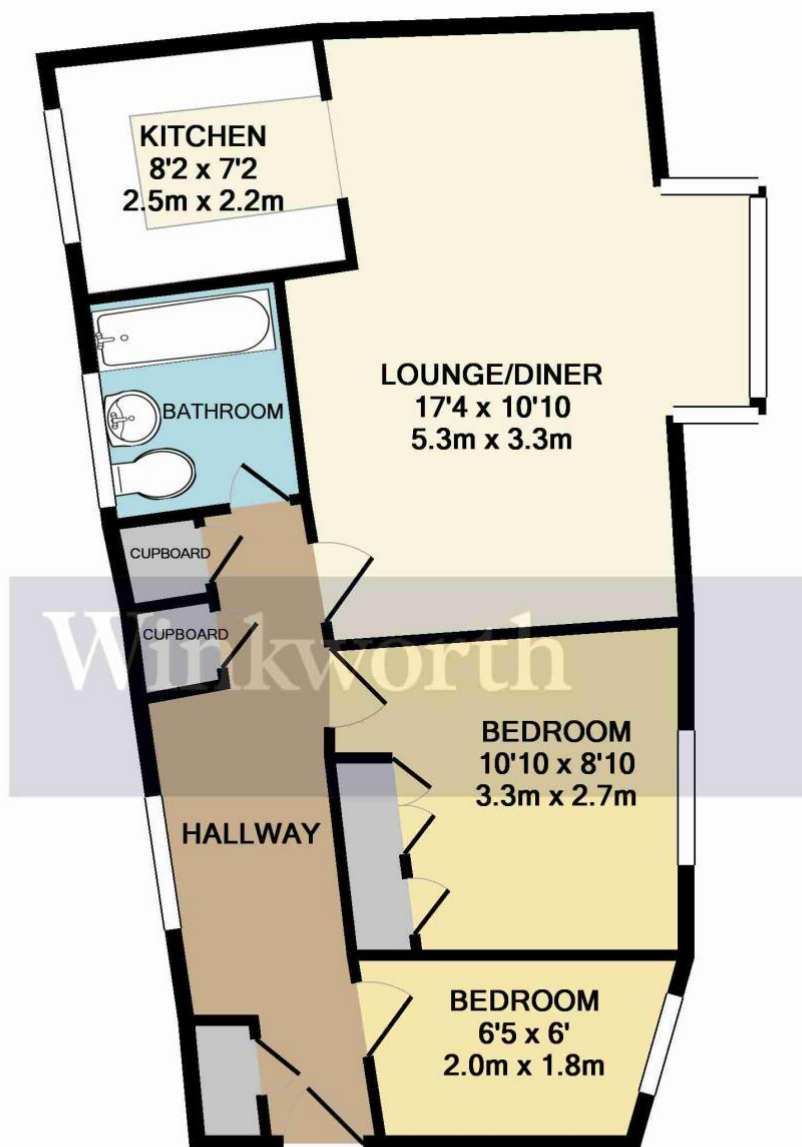 KITCHEN
8'2 x 7'2
2.5m x 2.2m
LOUNGE/DINER
17'4 x 10'10
5.3m x 3.3m
BATHROOM
CUPBOARD
CUPBOARD
Winkworth
BEDROOM
10'10 x 8'10
3.3m x 2.7m
HALLWAY
BEDROOM
6'5 x 6'
2.0m x 1.8m